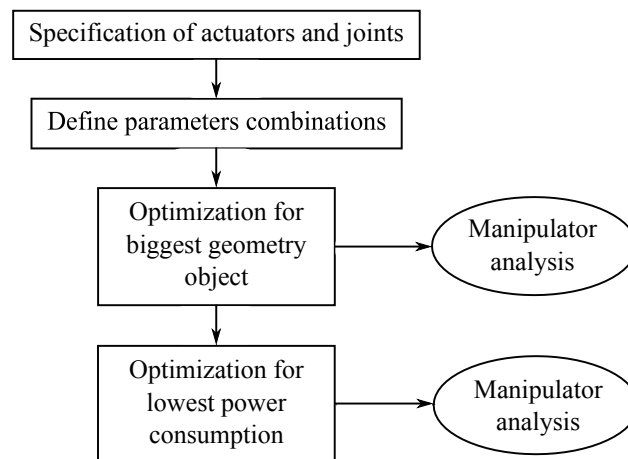 Specification of actuators and joints
Define parameters combinations
Optimization for
biggest geometry
object
Manipulator
analysis
Optimization for
lowest power
consumption
Manipulator
analysis